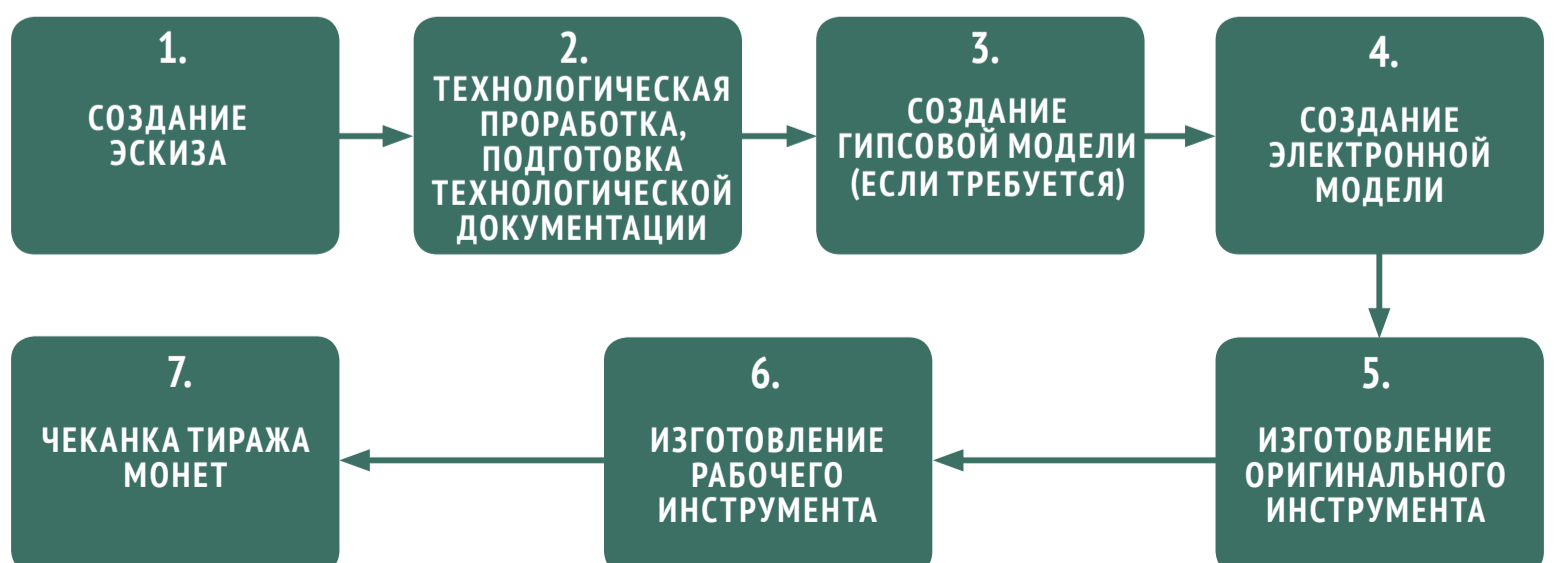 1.
СОЗДАНИЕ
ЭСКИЗА
2.
ТЕХНОЛОГИЧЕСКАЯ
ПРОРАБОТКА,
ПОДГОТОВКА
ТЕХНОЛОГИЧЕСКОЙ
ДОКУМЕНТАЦИИ
3.
СОЗДАНИЕ
ГИПСОВОЙ МОДЕЛИ
(ЕСЛИ ТРЕБУЕТСЯ)
4.
СОЗДАНИЕ
ЭЛЕКТРОННОЙ
МОДЕЛИ
5.
ИЗГОТОВЛЕНИЕ
ОРИГИНАЛЬНОГО
ИНСТРУМЕНТА
6.
ИЗГОТОВЛЕНИЕ
РАБОЧЕГО
ИНСТРУМЕНТА
7.
ЧЕКАНКА ТИРАЖА
МОНЕТ